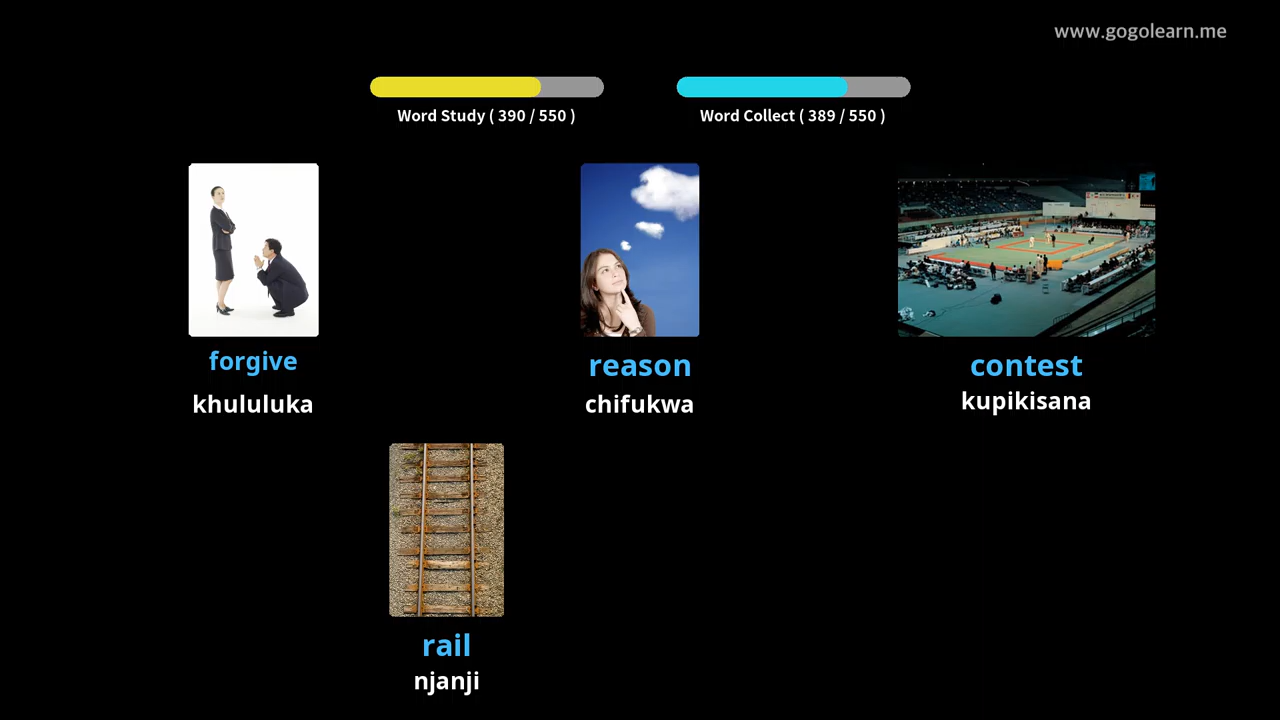 www.gogolearn.me
Word Study ( 390 / 550 )
Word Collect ( 389 / 550 )
forgive
khululuka
reason
chifukwa
contest
kupikisana
rail
njanji